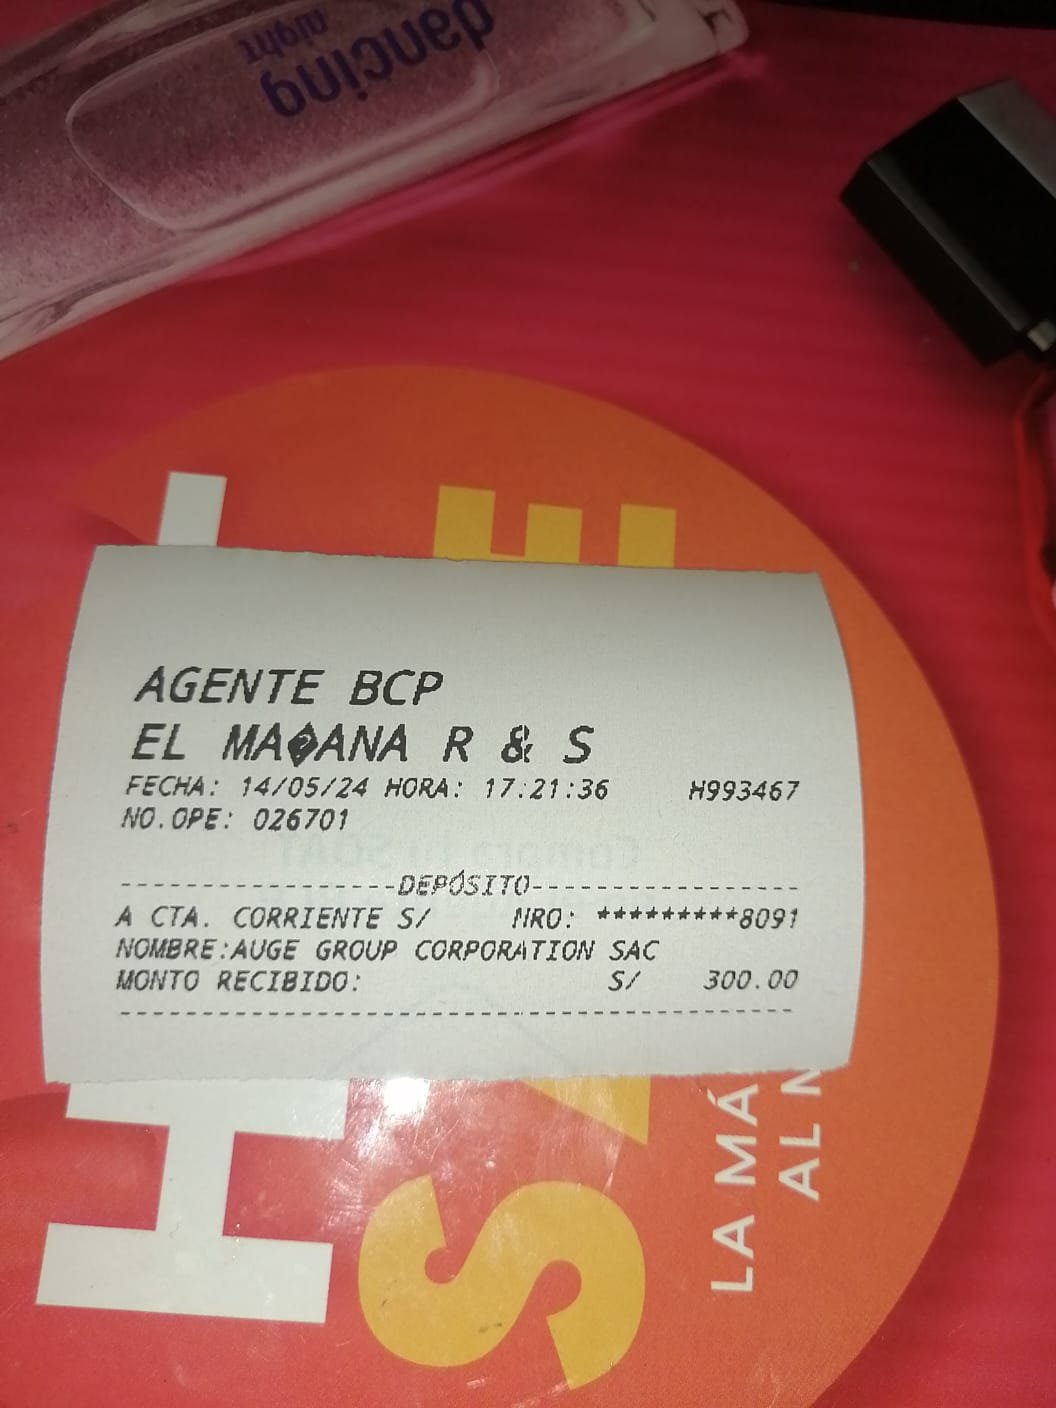 dancing
night
AGENTE BCP
EL MA�ANA R & S
FECHA: 14/05/24 HORA: 17:21:36 H993467
NO.OPE: 026701
------------------DEPÓSITO-----------------
A CTA. CORRIENTE S/ NRO: *********8091
NOMBRE:AUGE GROUP CORPORATION SAC
MONTO RECIBIDO: S/ 300.00
------------------------------------------
LA MÁ
AL